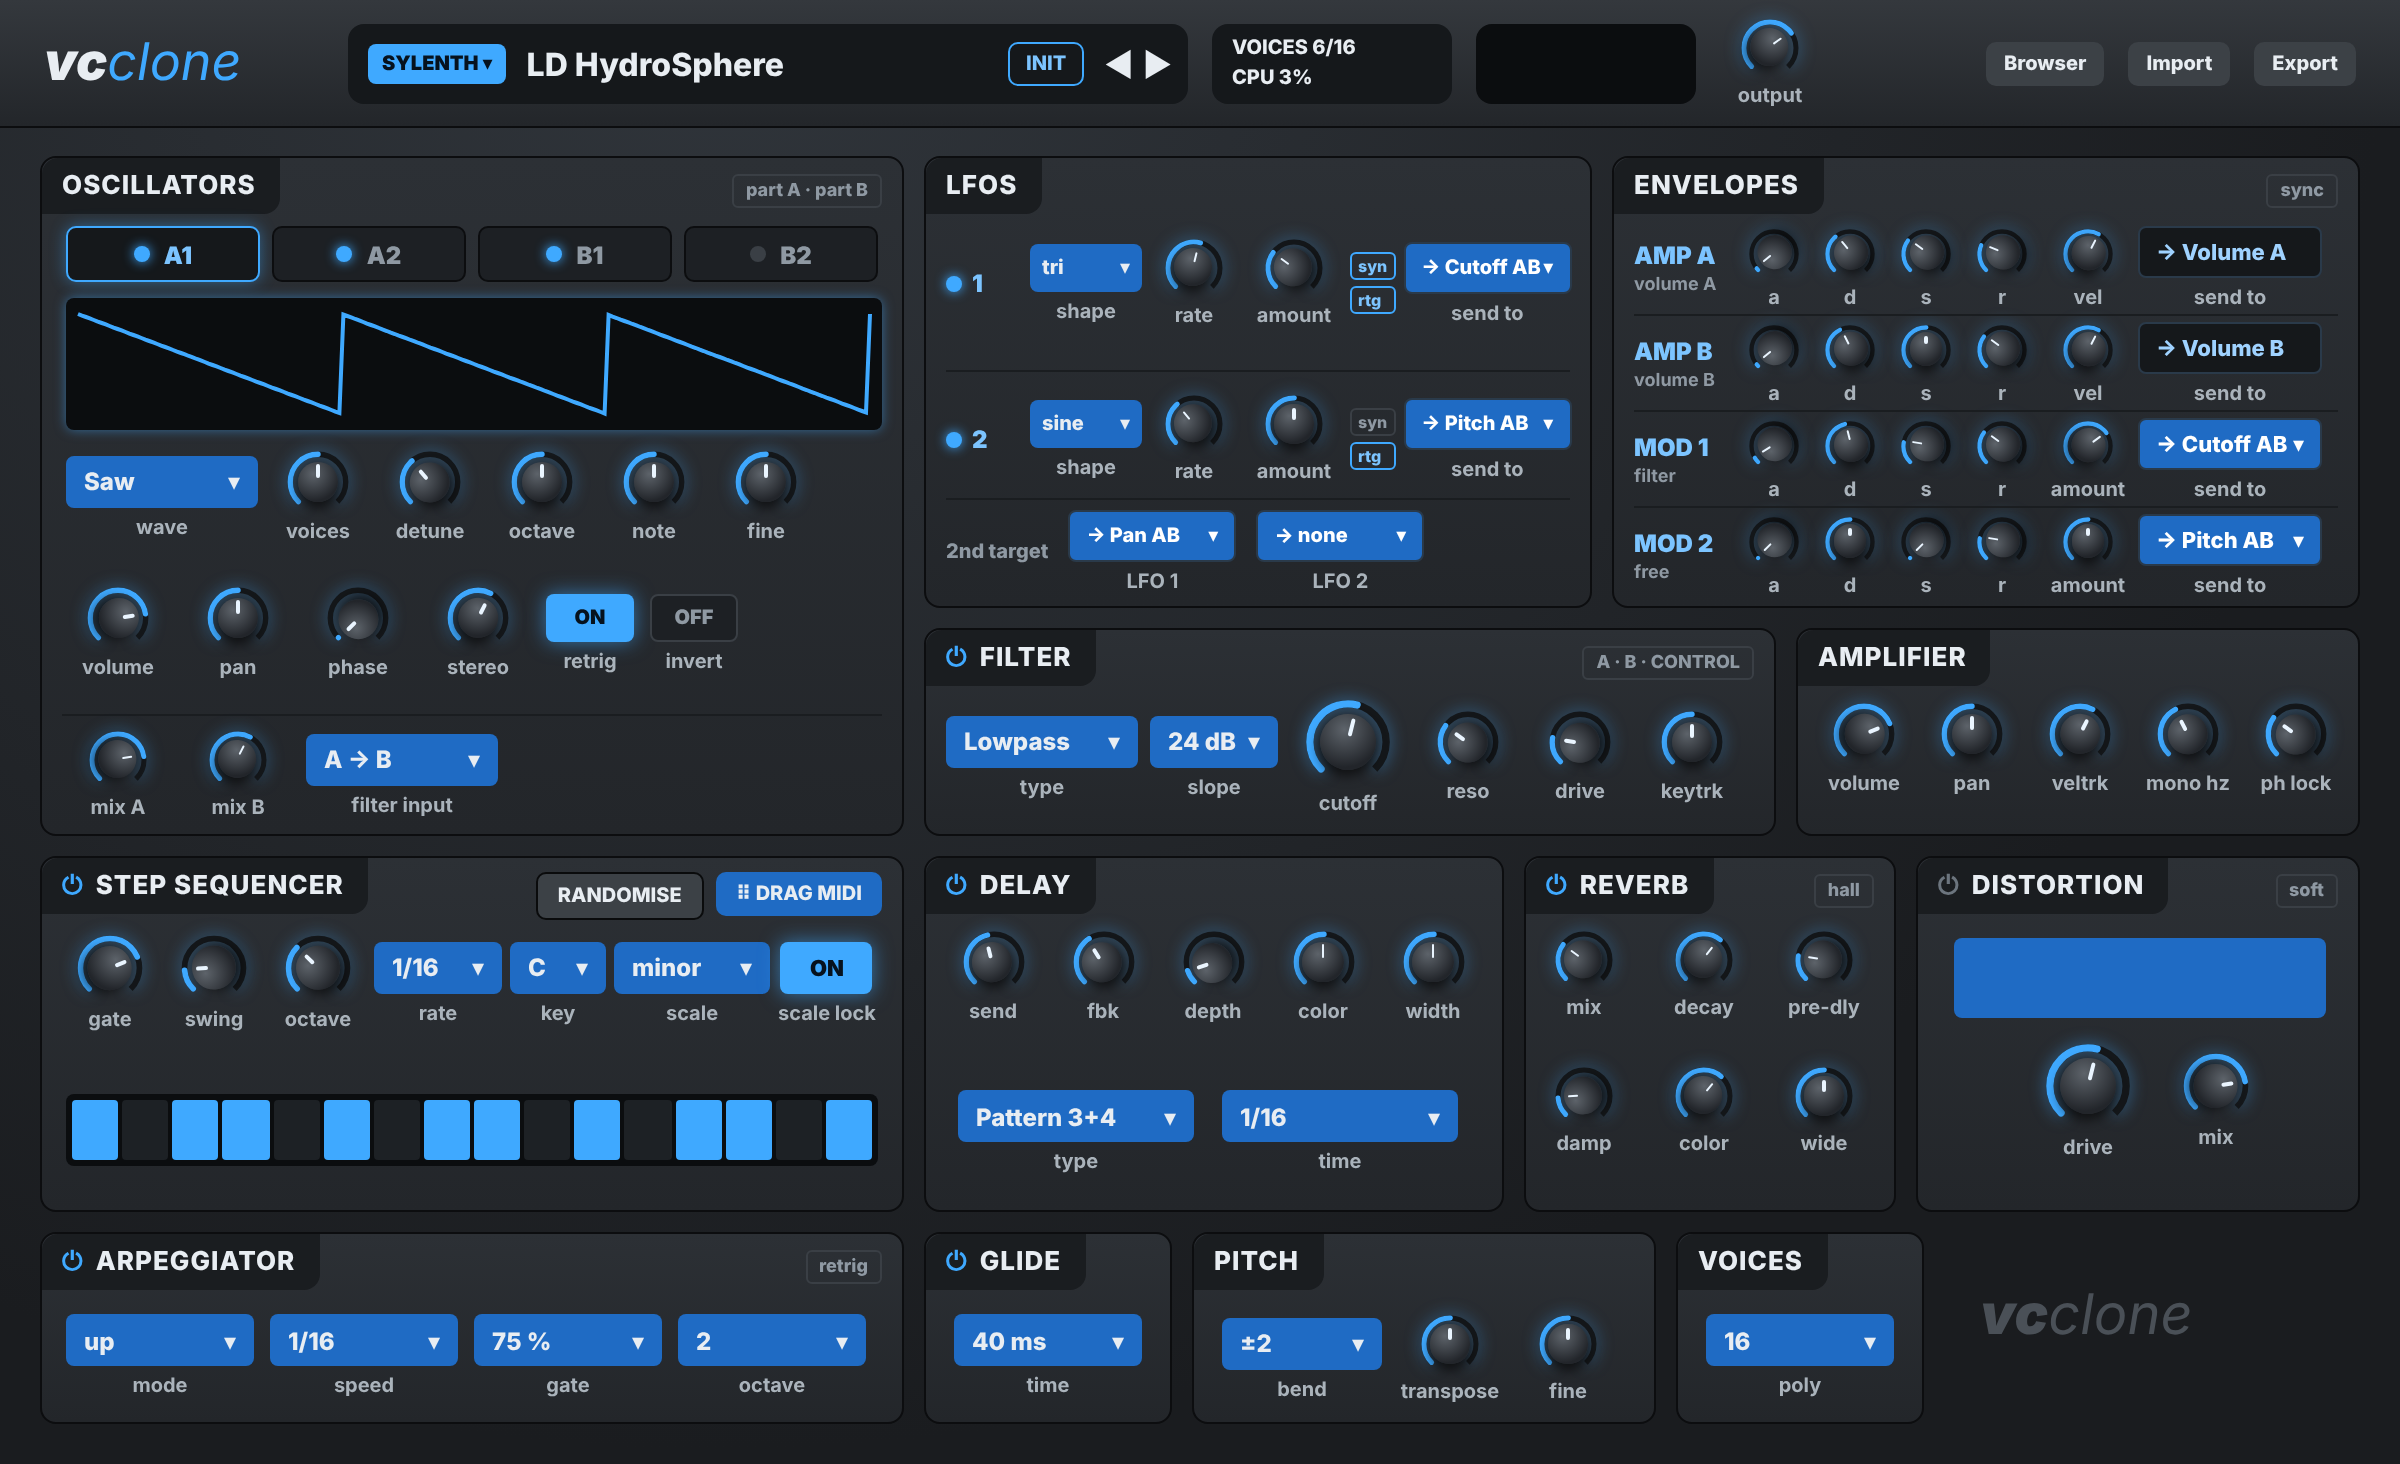 vcclone
SYLENTH ▾
LD HydroSphere
INIT
◀ ▶
VOICES 6/16
CPU 3%
output
Browser
Import
Export
OSCILLATORS
part A · part B
A1
A2
B1
B2
Saw ▾
wave
voices
detune
octave
note
fine
volume
pan
phase
stereo
ON
retrig
OFF
invert
mix A
mix B
A → B ▾
filter input
LFOS
1
tri ▾
shape
rate
amount
syn
rtg
→ Cutoff AB ▾
send to
2
sine ▾
shape
rate
amount
syn
rtg
→ Pitch AB ▾
send to
2nd target
→ Pan AB ▾
LFO 1
→ none ▾
LFO 2
ENVELOPES
sync
AMP A
volume A
a
d
s
r
vel
→ Volume A
send to
AMP B
volume B
a
d
s
r
vel
→ Volume B
send to
MOD 1
filter
a
d
s
r
amount
→ Cutoff AB ▾
send to
MOD 2
free
a
d
s
r
amount
→ Pitch AB ▾
send to
FILTER
A · B · CONTROL
Lowpass ▾
type
24 dB ▾
slope
cutoff
reso
drive
keytrk
AMPLIFIER
volume
pan
veltrk
mono hz
ph lock
STEP SEQUENCER
RANDOMISE
⠿ DRAG MIDI
gate
swing
octave
1/16 ▾
rate
C ▾
key
minor ▾
scale
ON
scale lock
DELAY
send
fbk
depth
color
width
Pattern 3+4 ▾
type
1/16 ▾
time
REVERB
hall
mix
decay
pre-dly
damp
color
wide
DISTORTION
soft
drive
mix
ARPEGGIATOR
retrig
up ▾
mode
1/16 ▾
speed
75 % ▾
gate
2 ▾
octave
GLIDE
40 ms ▾
time
PITCH
±2 ▾
bend
transpose
fine
VOICES
16 ▾
poly
vcclone